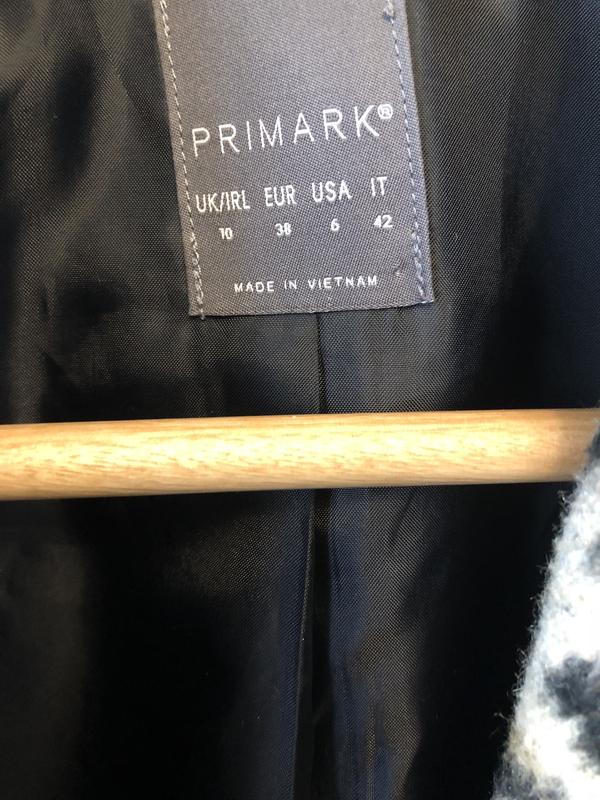 PRIMARK®
UK/IRL EUR USA IT
10 38 6 42
MADE IN VIETNAM